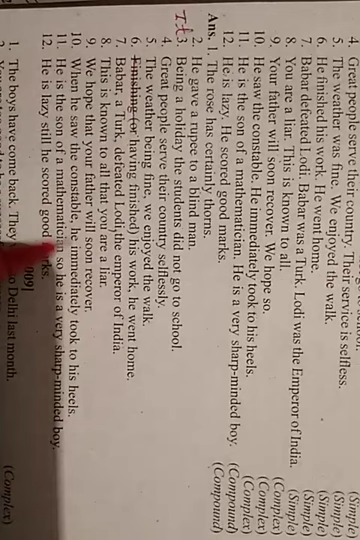 4. Great people serve their country. Their service is selfless. (Simple)
5. The weather was fine. We enjoyed the walk. (Simple)
6. He finished his work. He went home. (Simple)
7. Babar defeated Lodi. Babar was a Turk. Lodi was the Emperor of India. (Simple)
8. You are a liar. This is known to all. (Simple)
9. Your father will soon recover. We hope so. (Complex)
10. He saw the constable. He immediately took to his heels. (Complex)
11. He is the son of a mathematician. He is a very sharp-minded boy. (Compound)
12. He is lazy. He scored good marks. (Compound)
Ans. 1. The rose has certainly thorns.
2. He gave a rupee to a blind man.
3. Being a holiday the students did not go to school.
4. Great people serve their country selflessly.
5. The weather being fine, we enjoyed the walk.
6. Finishing (or having finished) his work, he went home.
7. Babar, a Turk, defeated Lodi, the emperor of India.
8. This is known to all that you are a liar.
9. We hope that your father will soon recover.
10. When he saw the constable, he immediately took to his heels.
11. He is the son of a mathematician so he is a very sharp-minded boy.
12. He is lazy still he scored good
1. The boys have come back. They to Delhi last month. (Complex)